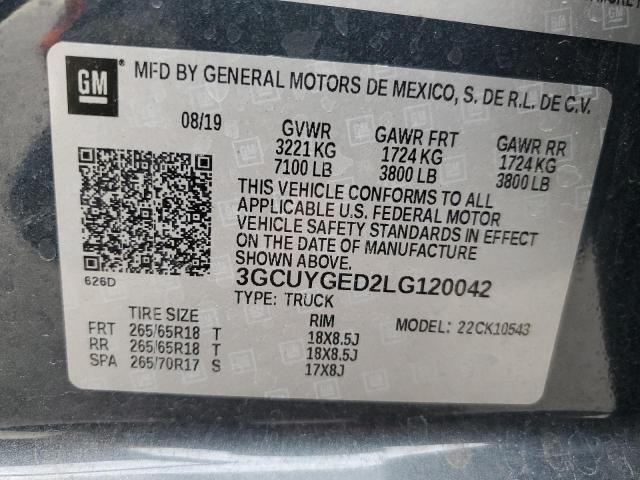 GM
MFD BY GENERAL MOTORS DE MEXICO, S. DE R.L. DE C.V.
08/19 GVWR GAWR FRT GAWR RR
3221 KG 1724 KG 1724 KG
7100 LB 3800 LB 3800 LB
THIS VEHICLE CONFORMS TO ALL
APPLICABLE U.S. FEDERAL MOTOR
VEHICLE SAFETY STANDARDS IN EFFECT
ON THE DATE OF MANUFACTURE
SHOWN ABOVE.
626D
3GCUYGED2LG120042
TYPE: TRUCK
TIRE SIZE RIM MODEL: 22CK10543
FRT 265/65R18 T 18X8.5J
RR 265/65R18 T 18X8.5J
SPA 265/70R17 S 17X8J